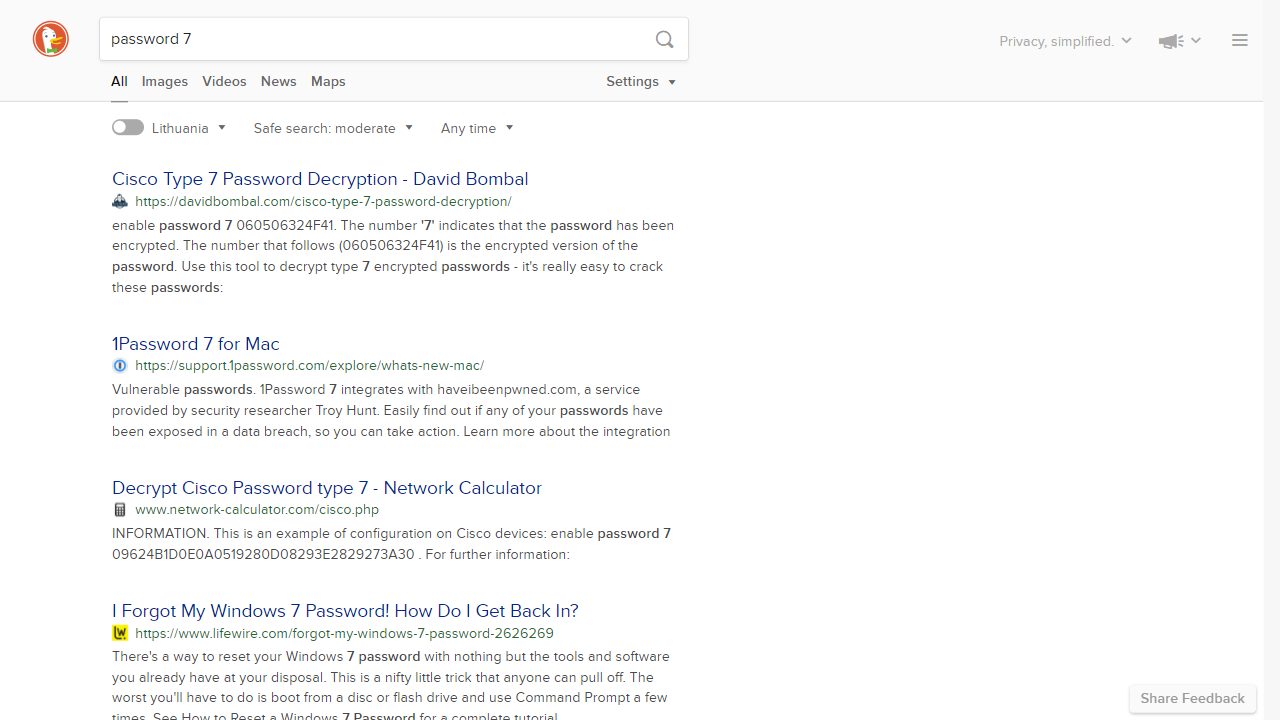 password 7
Privacy, simplified.
All Images Videos News Maps Settings
Lithuania Safe search: moderate Any time
Cisco Type 7 Password Decryption - David Bombal
https://davidbombal.com/cisco-type-7-password-decryption/
enable password 7 060506324F41. The number '7' indicates that the password has been
encrypted. The number that follows (060506324F41) is the encrypted version of the
password. Use this tool to decrypt type 7 encrypted passwords - it's really easy to crack
these passwords:
1Password 7 for Mac
https://support.1password.com/explore/whats-new-mac/
Vulnerable passwords. 1Password 7 integrates with haveibeenpwned.com, a service
provided by security researcher Troy Hunt. Easily find out if any of your passwords have
been exposed in a data breach, so you can take action. Learn more about the integration
Decrypt Cisco Password type 7 - Network Calculator
www.network-calculator.com/cisco.php
INFORMATION. This is an example of configuration on Cisco devices: enable password 7
09624B1D0E0A0519280D08293E2829273A30 . For further information:
I Forgot My Windows 7 Password! How Do I Get Back In?
https://www.lifewire.com/forgot-my-windows-7-password-2626269
There's a way to reset your Windows 7 password with nothing but the tools and software
you already have at your disposal. This is a nifty little trick that anyone can pull off. The
worst you'll have to do is boot from a disc or flash drive and use Command Prompt a few
times. See How to Reset a Windows 7 Password for a complete tutorial.
Share Feedback